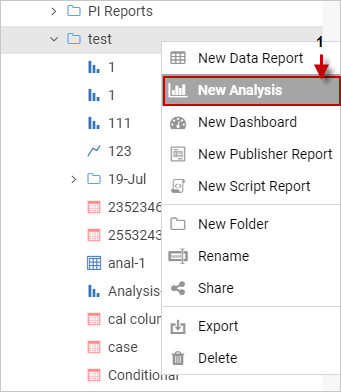 PI Reports
test
1
1
111
123
19-Jul
2352346
2553243
anal-1
Analysis
cal colum
case
Conditional
1
New Data Report
New Analysis
New Dashboard
New Publisher Report
New Script Report
New Folder
Rename
Share
Export
Delete